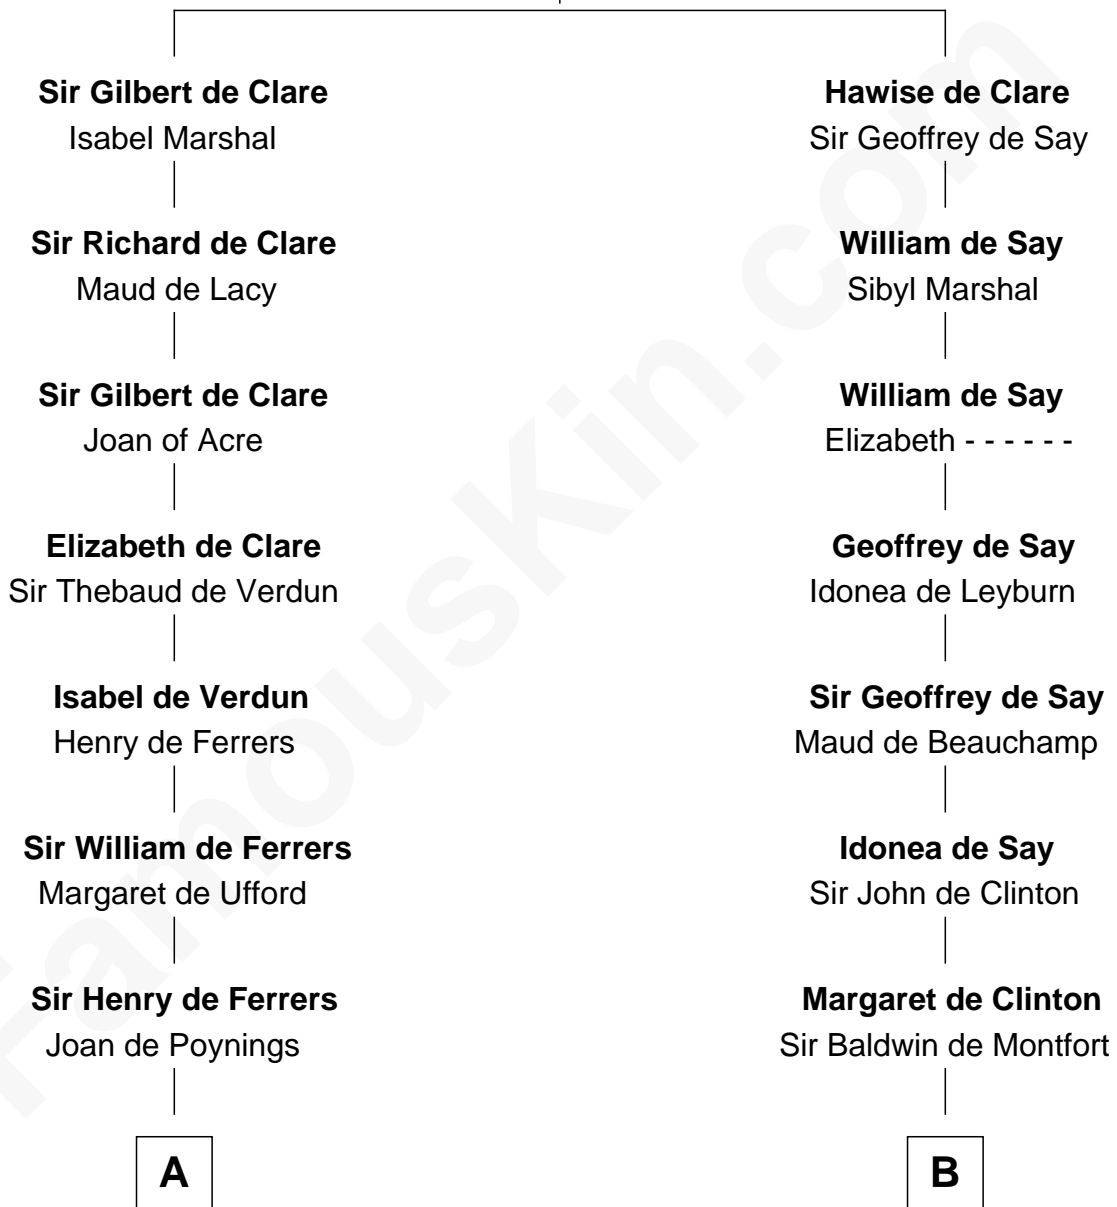 Sir Gilbert de Clare
Isabel Marshal
Sir Richard de Clare
Maud de Lacy
Sir Gilbert de Clare
Joan of Acre
Elizabeth de Clare
Sir Thebaud de Verdun
Isabel de Verdun
Henry de Ferrers
Sir William de Ferrers
Margaret de Ufford
Sir Henry de Ferrers
Joan de Poynings
A
Hawise de Clare
Sir Geoffrey de Say
William de Say
Sibyl Marshal
William de Say
Elizabeth - - - - - -
Geoffrey de Say
Idonea de Leyburn
Sir Geoffrey de Say
Maud de Beauchamp
Idonea de Say
Sir John de Clinton
Margaret de Clinton
Sir Baldwin de Montfort
B
FamousKin.com